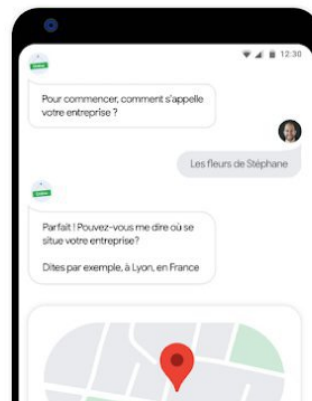 12:30
Pour commencer, comment s'appelle
votre entreprise ?
Les fleurs de Stéphane
Parfait ! Pouvez-vous me dire où se
situe votre entreprise?
Dites par exemple, à Lyon, en France